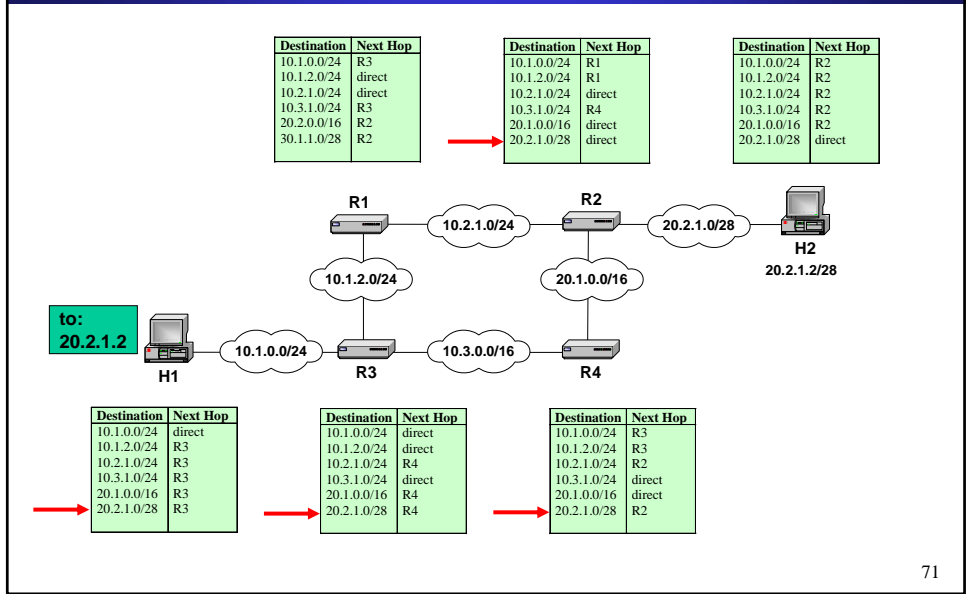 Destination Next Hop
10.1.0.0/24 R3
10.1.2.0/24 direct
10.2.1.0/24 direct
10.3.1.0/24 R3
20.2.0.0/16 R2
30.1.1.0/28 R2
Destination Next Hop
10.1.0.0/24 R1
10.1.2.0/24 R1
10.2.1.0/24 direct
10.3.1.0/24 R4
20.1.0.0/16 direct
20.2.1.0/28 direct
Destination Next Hop
10.1.0.0/24 R2
10.1.2.0/24 R2
10.2.1.0/24 R2
10.3.1.0/24 R2
20.1.0.0/16 R2
20.2.1.0/28 direct
R1
R2
10.2.1.0/24
20.2.1.0/28
H2
20.2.1.2/28
10.1.2.0/24
20.1.0.0/16
to:
20.2.1.2
H1
10.1.0.0/24
R3
10.3.0.0/16
R4
Destination Next Hop
10.1.0.0/24 direct
10.1.2.0/24 R3
10.2.1.0/24 R3
10.3.1.0/24 R3
20.1.0.0/16 R3
20.2.1.0/28 R3
Destination Next Hop
10.1.0.0/24 direct
10.1.2.0/24 direct
10.2.1.0/24 R4
10.3.1.0/24 direct
20.1.0.0/16 R4
20.2.1.0/28 R4
Destination Next Hop
10.1.0.0/24 R3
10.1.2.0/24 R3
10.2.1.0/24 R2
10.3.1.0/24 direct
20.1.0.0/16 direct
20.2.1.0/28 R2
71